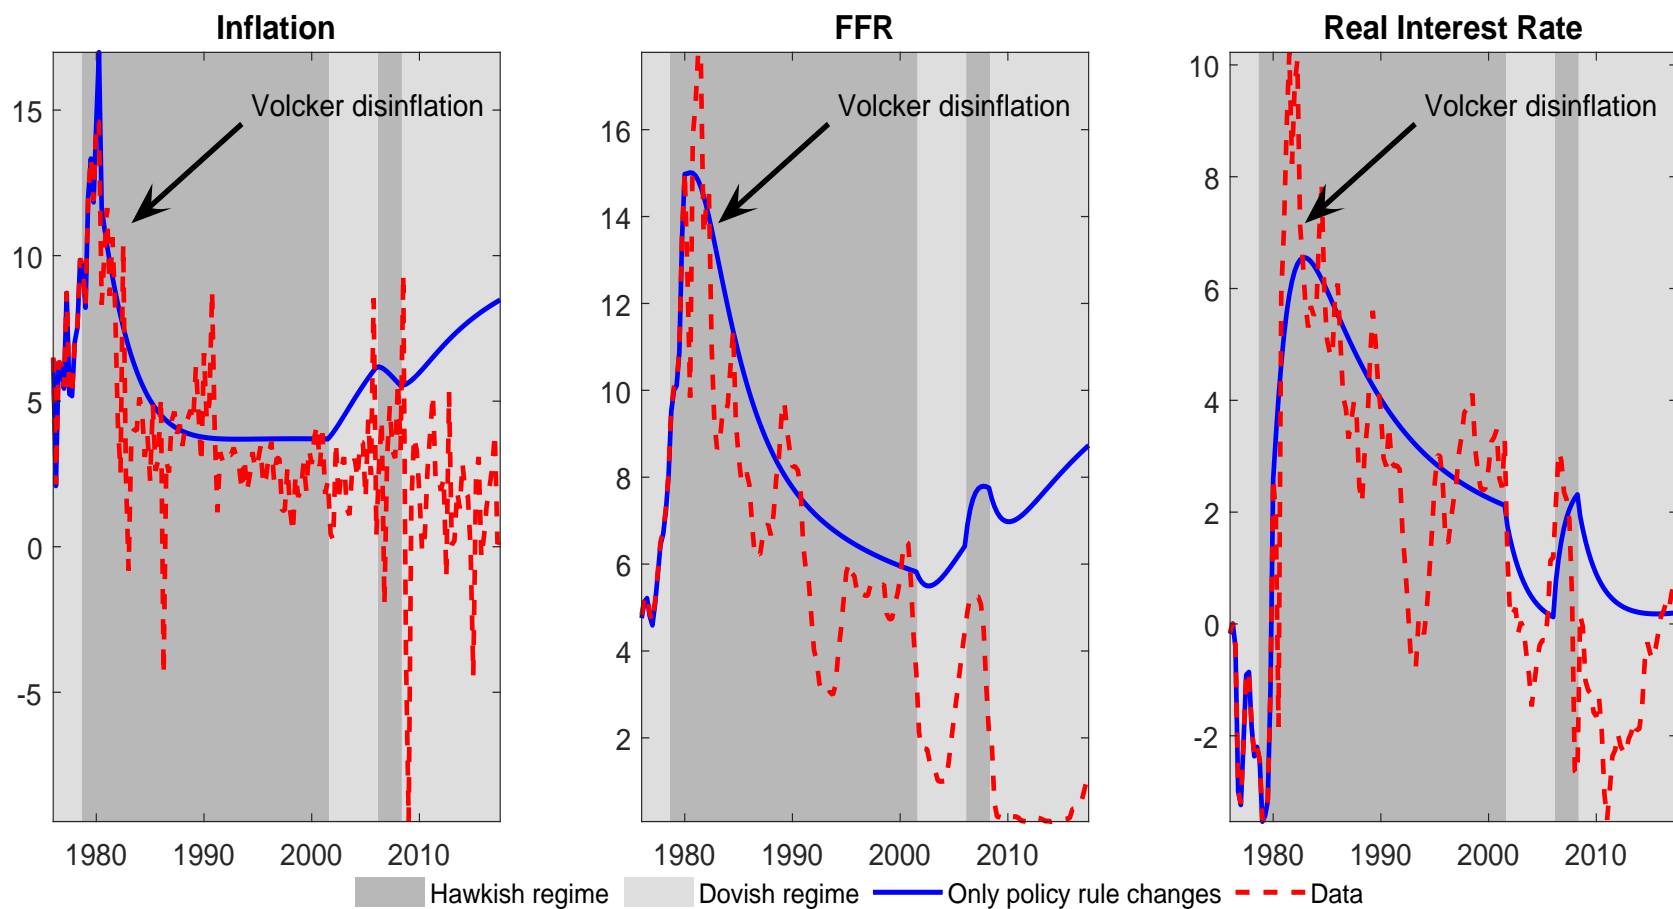 Inflation
FFR
Real Interest Rate
Volcker disinflation
Volcker disinflation
Volcker disinflation
15
10
5
0
-5
16
14
12
10
8
6
4
2
10
8
6
4
2
0
-2
1980 1990 2000 2010
1980 1990 2000 2010
1980 1990 2000 2010
Hawkish regime Dovish regime Only policy rule changes Data